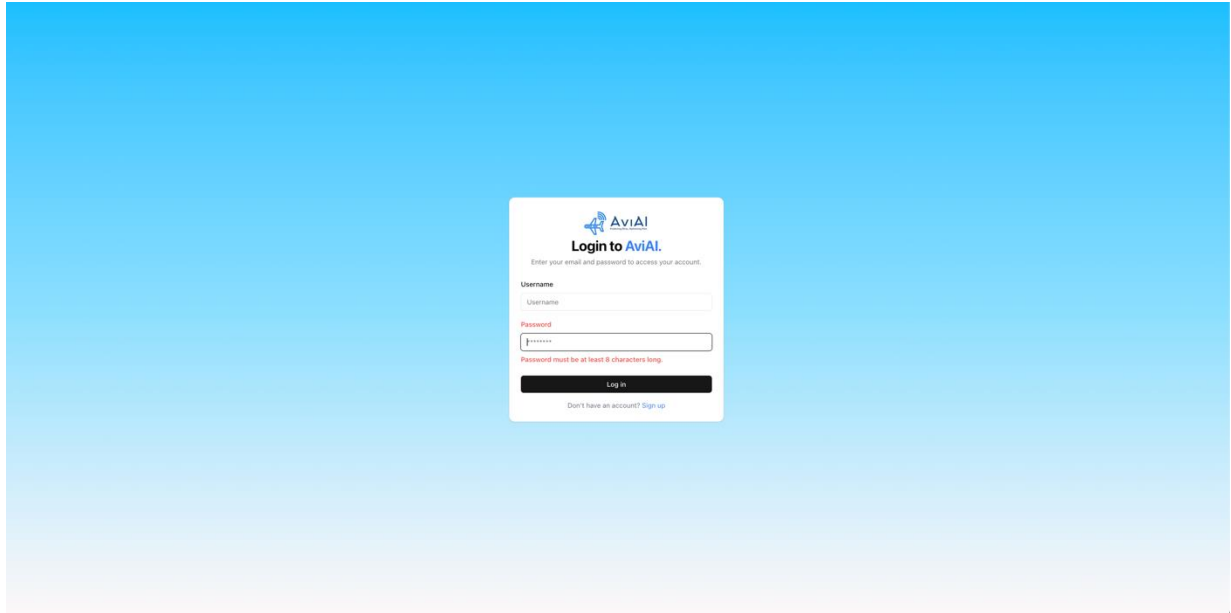 AVIAI
Login to AviAI.
Enter your email and password to access your account.
Username
Username
Password
********
Password must be at least 8 characters long.
Log in
Don't have an account? Sign up